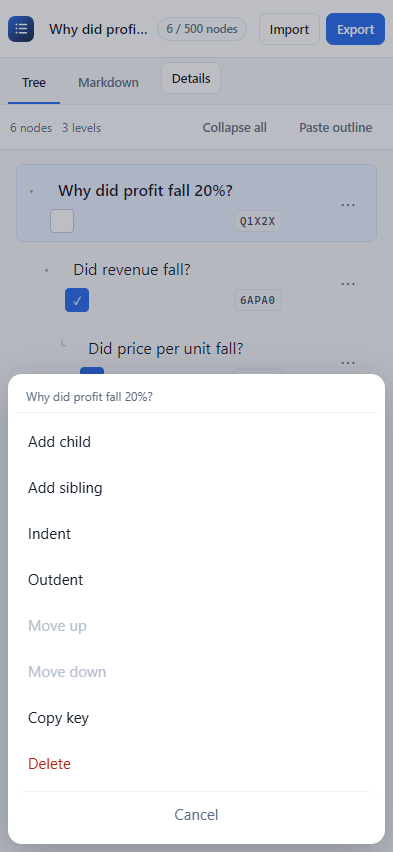 Why did profi...
6 / 500 nodes
Import
Export
Tree
Markdown
Details
6 nodes
3 levels
Collapse all
Paste outline
Why did profit fall 20%?
Q1X2X
Did revenue fall?
6APA0
Did price per unit fall?
Why did profit fall 20%?
Add child
Add sibling
Indent
Outdent
Move up
Move down
Copy key
Delete
Cancel